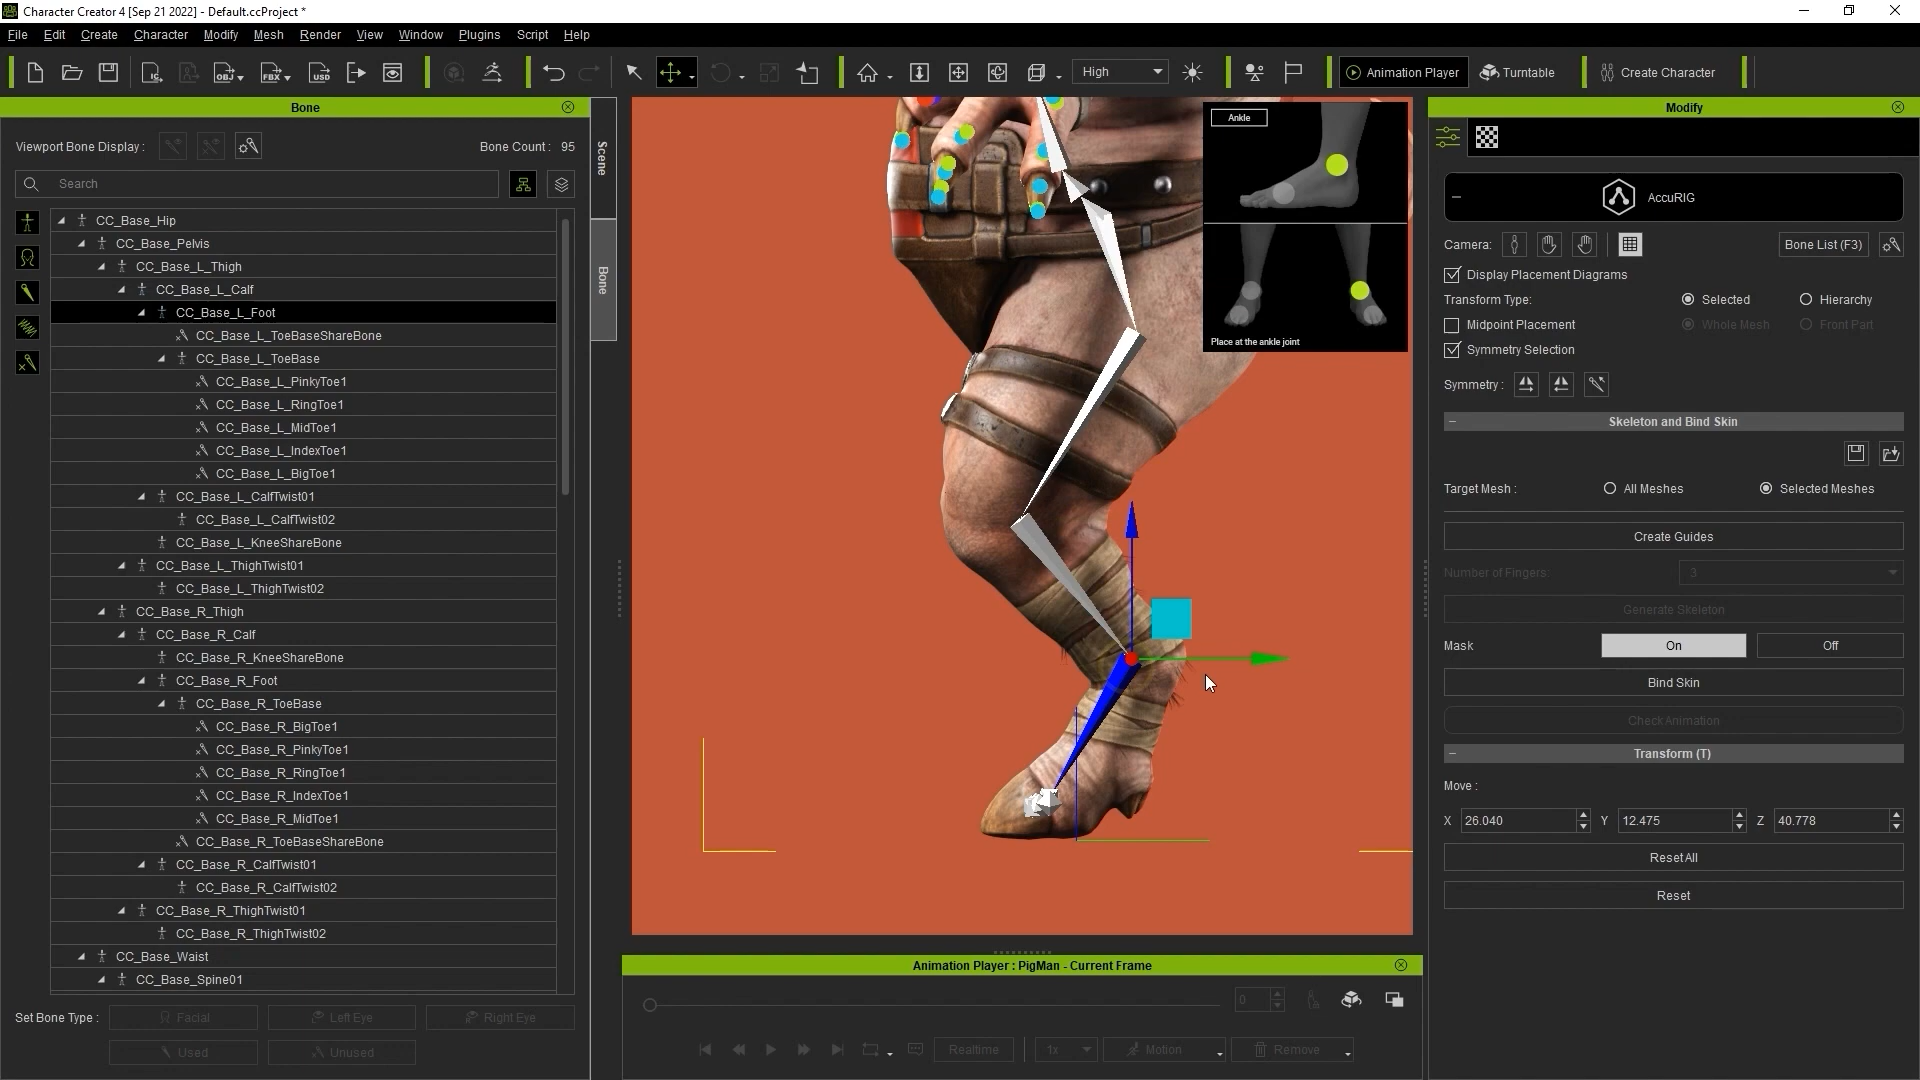 Character Creator 4 [Sep 21 2022] - Default.ccProject *
File Edit Create Character Modify Mesh Render View Window Plugins Script Help
High
Animation Player
Turntable
Create Character
Bone
Viewport Bone Display :
Bone Count : 95
Search
CC_Base_Hip
CC_Base_Pelvis
CC_Base_L_Thigh
CC_Base_L_Calf
CC_Base_L_Foot
CC_Base_L_ToeBaseShareBone
CC_Base_L_ToeBase
CC_Base_L_PinkyToe1
CC_Base_L_RingToe1
CC_Base_L_MidToe1
CC_Base_L_IndexToe1
CC_Base_L_BigToe1
CC_Base_L_CalfTwist01
CC_Base_L_CalfTwist02
CC_Base_L_KneeShareBone
CC_Base_L_ThighTwist01
CC_Base_L_ThighTwist02
CC_Base_R_Thigh
CC_Base_R_Calf
CC_Base_R_KneeShareBone
CC_Base_R_Foot
CC_Base_R_ToeBase
CC_Base_R_BigToe1
CC_Base_R_PinkyToe1
CC_Base_R_RingToe1
CC_Base_R_IndexToe1
CC_Base_R_MidToe1
CC_Base_R_ToeBaseShareBone
CC_Base_R_CalfTwist01
CC_Base_R_CalfTwist02
CC_Base_R_ThighTwist01
CC_Base_R_ThighTwist02
CC_Base_Waist
CC_Base_Spine01
Set Bone Type :
Facial
Left Eye
Right Eye
Used
Unused
Scene
Bone
Ankle
Place at the ankle joint
Animation Player : PigMan - Current Frame
0
Realtime
1x
Motion
Remove
Modify
AccuRIG
Camera:
Bone List (F3)
Display Placement Diagrams
Transform Type:
Selected
Hierarchy
Midpoint Placement
Whole Mesh
Front Part
Symmetry Selection
Symmetry :
Skeleton and Bind Skin
Target Mesh :
All Meshes
Selected Meshes
Create Guides
Number of Fingers:
3
Generate Skeleton
Mask
On
Off
Bind Skin
Check Animation
Transform (T)
Move :
X 26.040
Y 12.475
Z 40.778
Reset All
Reset